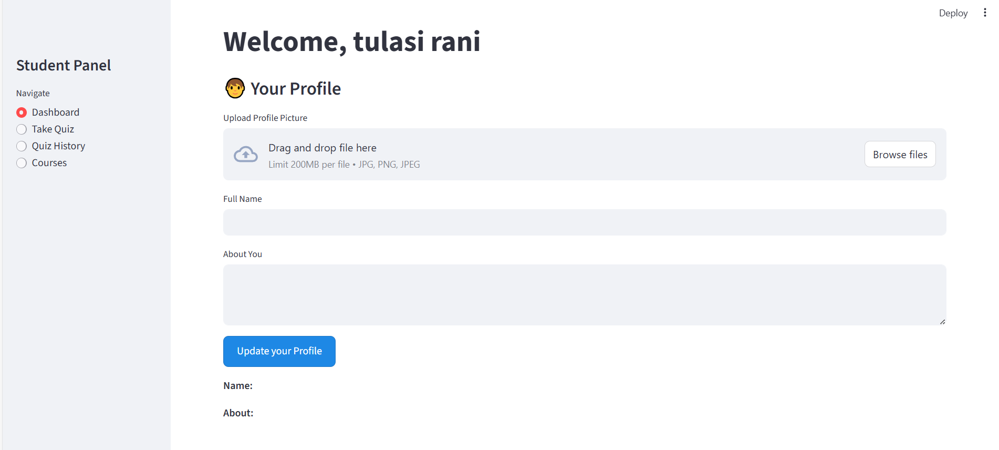 Deploy
Student Panel
Navigate
Dashboard
Take Quiz
Quiz History
Courses
Welcome, tulasi rani
Your Profile
Upload Profile Picture
Drag and drop file here
Limit 200MB per file • JPG, PNG, JPEG
Browse files
Full Name
About You
Update your Profile
Name:
About: